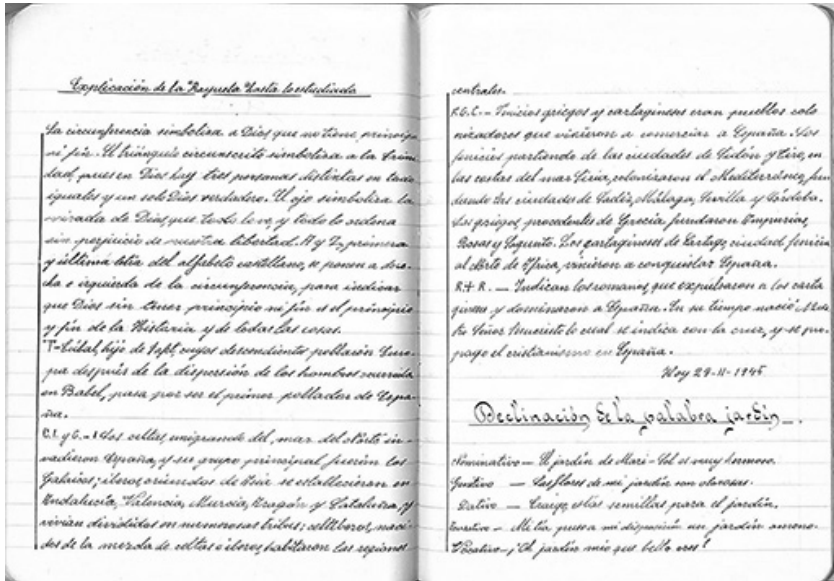 Explicación de la "Raqueta" hasta lo estudiado
La circunferencia simboliza a Dios que no tiene principio
ni fin. El triángulo circunscrito simboliza a la Trini
dad, pues en Dios hay tres personas distintas en todo
iguales y un solo Dios verdadero. El ojo simboliza la
mirada de Dios, que todo lo ve, y todo lo ordena
sin perjuicio de nuestra libertad. A y Z, primera
y última letra del alfabeto castellano, se ponen a dere
cha e izquierda de la circunferencia, para indicar
que Dios sin tener principio ni fin es el principio
y fin de la Historia y de todas las cosas.
T-Túbal, hijo de Jafet, cuyos descendientes poblaron Euro
pa después de la dispersión de los hombres ocurrida
en Babel, pasa por ser el primer poblador de Espa
ña.
C.I. y C.- Los celtas, emigrando del, mar del Norte in-
vadieron España, y su grupo principal fueron los
Galaicos; iberos, oriundos de Asia se establecieron en
Andalucía, Valencia, Murcia, Aragón y Cataluña, y
vivían divididos en numerosas tribus; celtíberos, naci
dos de la mezcla de celtas e iberos, habitaron las regiones
centrales.
F.G.C.- Fenicios griegos y cartagineses eran pueblos colo
nizadores que vinieron a comerciar a España. Los
fenicios partiendo de las ciudades de Sidón y Tiro, en
las costas del mar Siria, colonizaron el Mediterráneo, fun
dando las ciudades de Cádiz, Málaga, Sevilla y Córdoba.
Los griegos, procedentes de Grecia fundaron Ampurias,
Rosas y Sagunto. Los cartagineses de Cartago, ciudad fenicia
al Norte de África, vinieron a conquistar España.
R.+ R. — Indican los romanos, que expulsaron a los carta
gineses y dominaron a España. En su tiempo nació Nues
tro Señor Jesucristo lo cual se indica con la cruz, y se pro
pagó el cristianismo en España.
Hoy 29-11-1945
Declinación de la palabra jardín.
Nominativo — El jardín de Mari-Sol es muy hermoso.
Genitivo — Las flores de mi jardín son olorosas.
Dativo — Traigo, estas semillas para el jardín.
— Mi tía puso a mi disposición un jardín ameno.
Vocativo — ¡Oh jardín mío que bello eres!